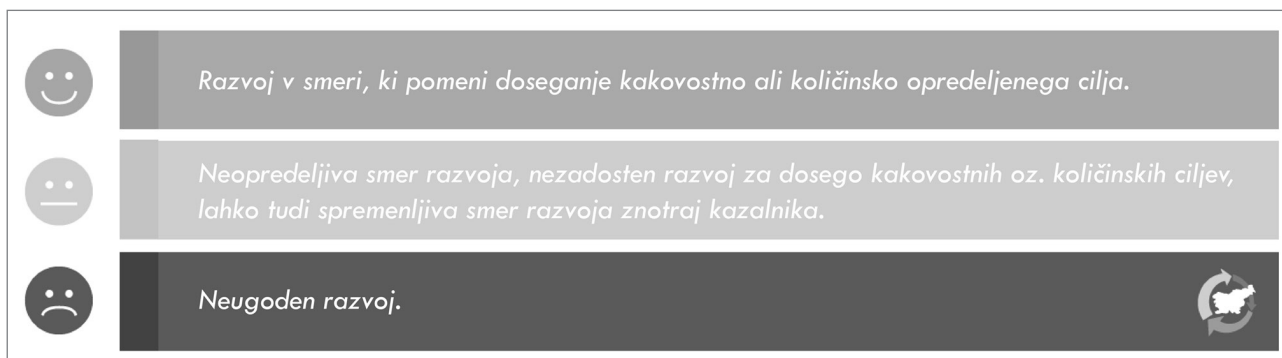 Razvoj v smeri, ki pomeni doseganje kakovostno ali količinsko opredeljenega cilja.
Neopredeljiva smer razvoja, nezadosten razvoj za dosego kakovostnih oz. količinskih ciljev,
lahko tudi spremenljiva smer razvoja znotraj kazalnika.
Neugoden razvoj.